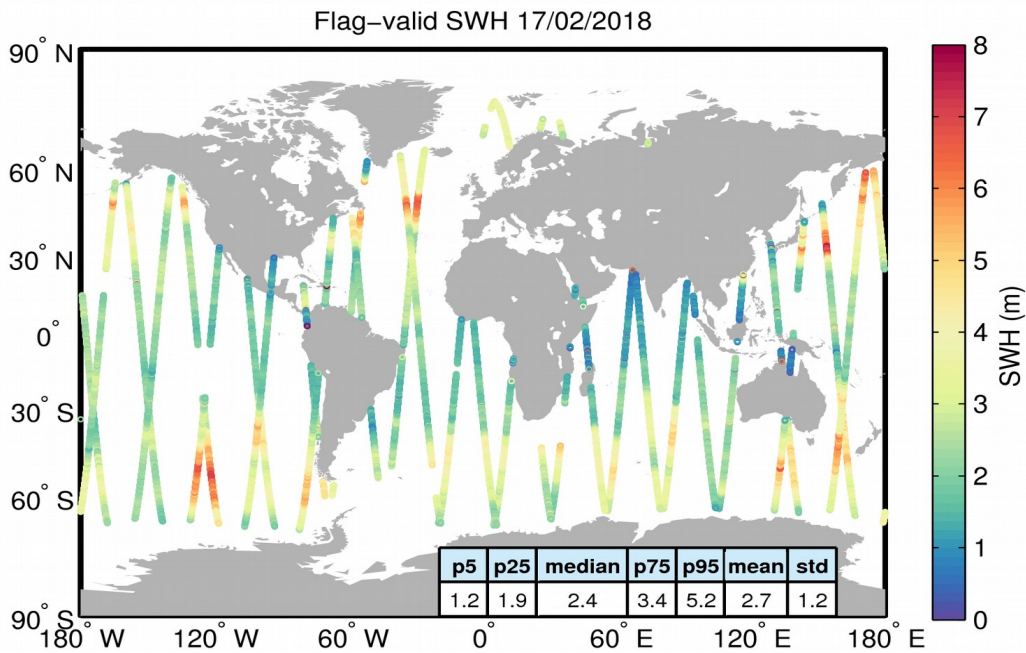 Flag−valid SWH 17/02/2018
90° N
60° N
30° N
0°
30° S
60° S
90° S
180° W
120° W
60° W
0°
60° E
120° E
180° E
p5 p25 median p75 p95 mean std
1.2 1.9 2.4 3.4 5.2 2.7 1.2
8
7
6
5
4
3
2
1
0
SWH (m)